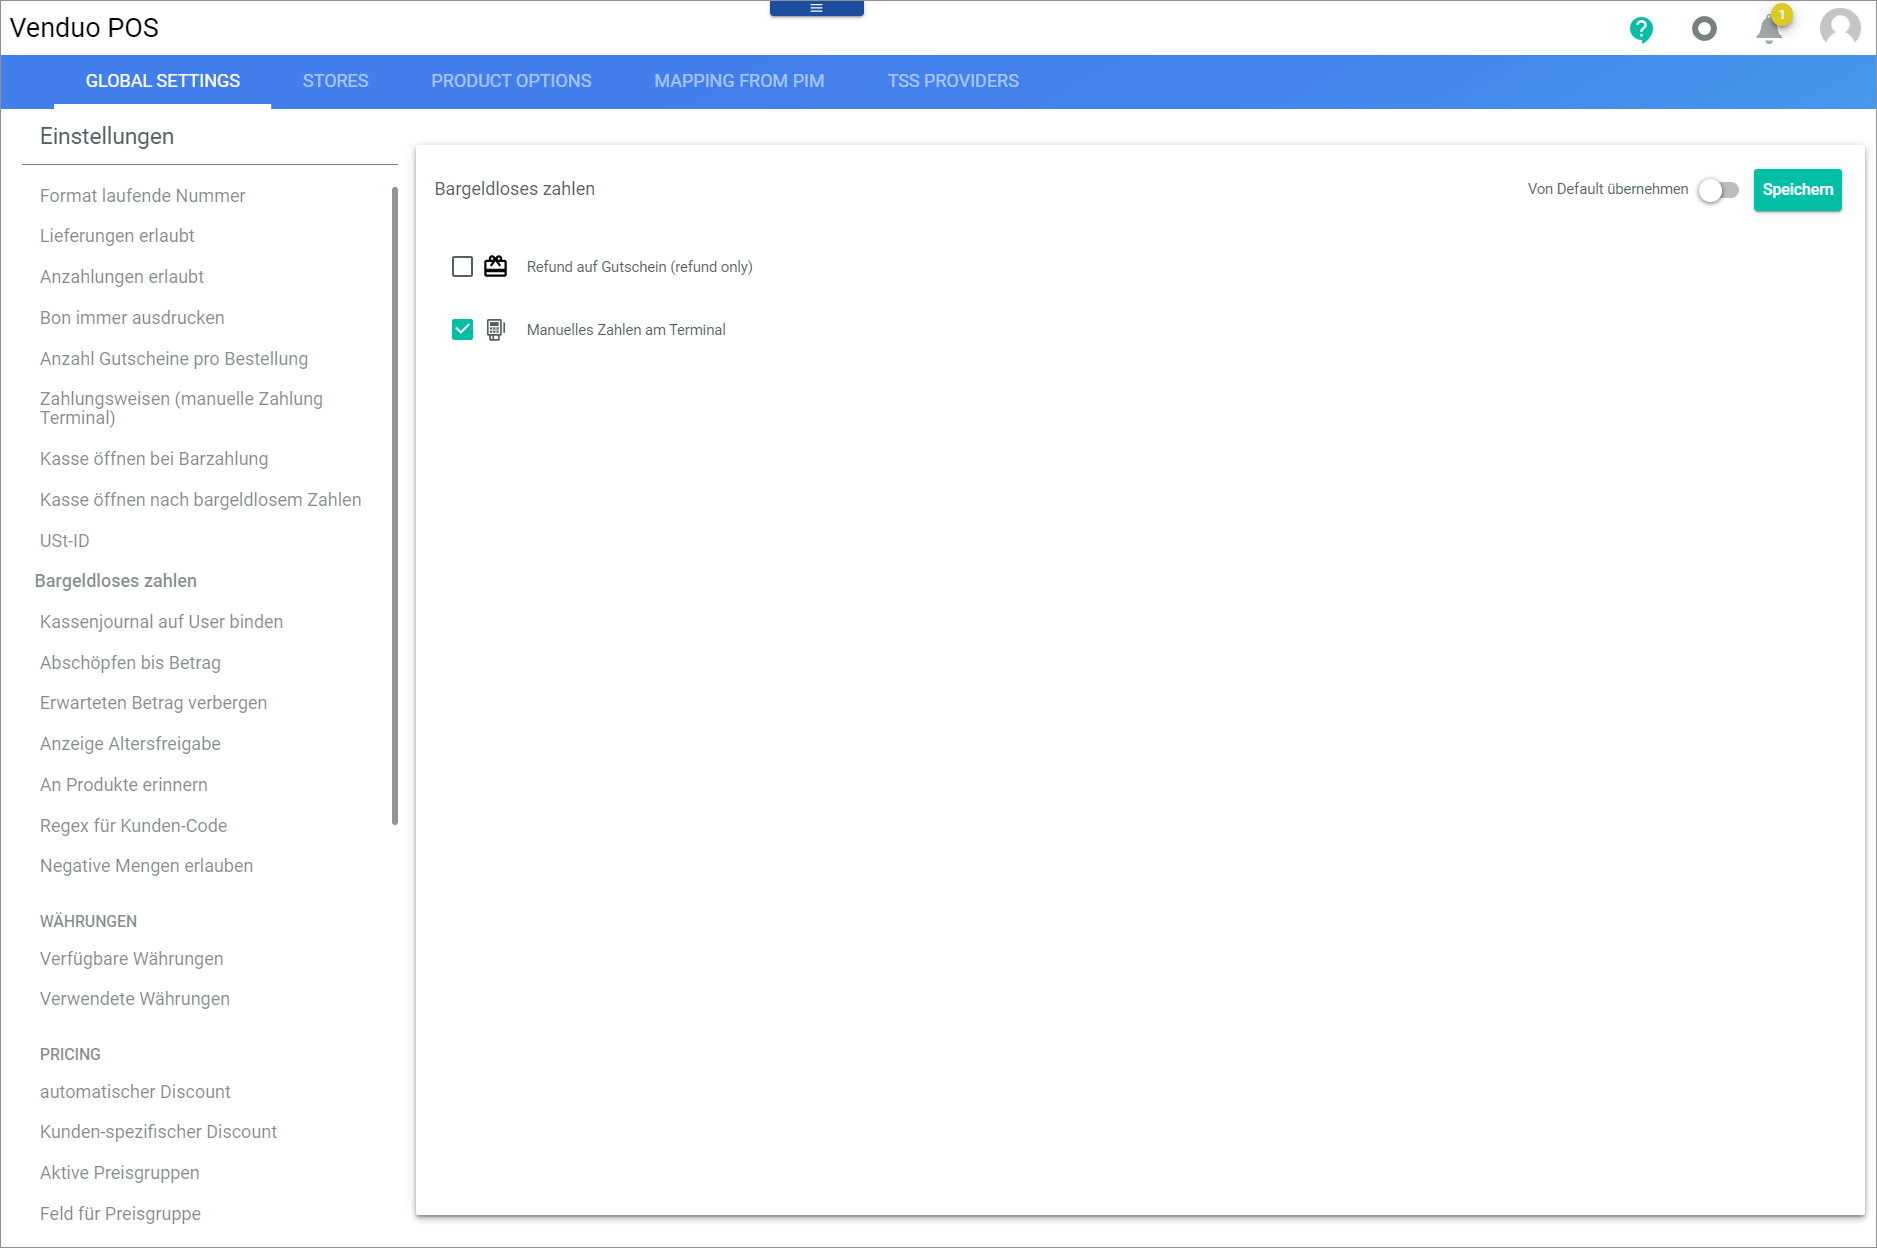 Venduo POS
1
GLOBAL SETTINGS
STORES
PRODUCT OPTIONS
MAPPING FROM PIM
TSS PROVIDERS
Einstellungen
Format laufende Nummer
Lieferungen erlaubt
Anzahlungen erlaubt
Bon immer ausdrucken
Anzahl Gutscheine pro Bestellung
Zahlungsweisen (manuelle Zahlung
Terminal)
Kasse öffnen bei Barzahlung
Kasse öffnen nach bargeldlosem Zahlen
USt-ID
Bargeldloses zahlen
Kassenjournal auf User binden
Abschöpfen bis Betrag
Erwarteten Betrag verbergen
Anzeige Altersfreigabe
An Produkte erinnern
Regex für Kunden-Code
Negative Mengen erlauben
WÄHRUNGEN
Verfügbare Währungen
Verwendete Währungen
PRICING
automatischer Discount
Kunden-spezifischer Discount
Aktive Preisgruppen
Feld für Preisgruppe
Bargeldloses zahlen
Von Default übernehmen
Speichern
Refund auf Gutschein (refund only)
Manuelles Zahlen am Terminal